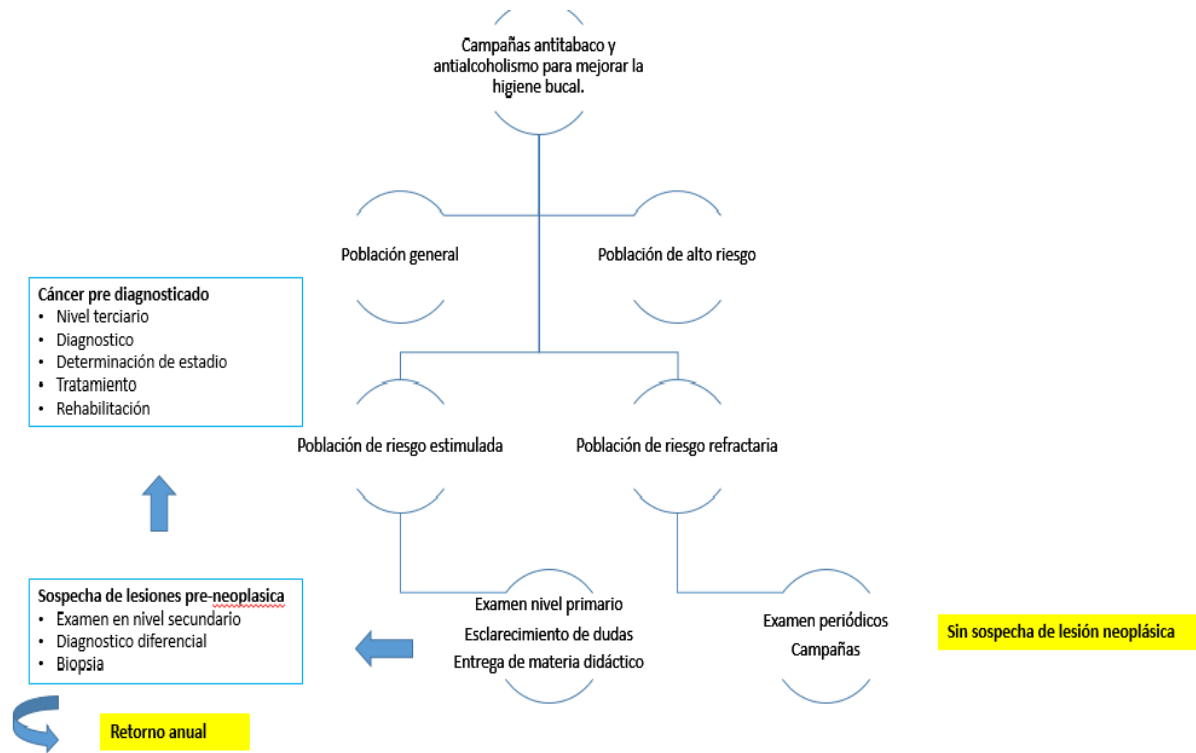 Campañas antitabaco y
antialcoholismo para mejorar la
higiene bucal.
Población general
Población de alto riesgo
Cáncer pre diagnosticado
• Nivel terciario
• Diagnostico
• Determinación de estadio
• Tratamiento
• Rehabilitación
Población de riesgo estimulada
Población de riesgo refractaria
Sospecha de lesiones pre-neoplasica
• Examen en nivel secundario
• Diagnostico diferencial
• Biopsia
Examen nivel primario
Esclarecimiento de dudas
Entrega de materia didáctico
Examen periódicos
Campañas
Sin sospecha de lesión neoplásica
Retorno anual